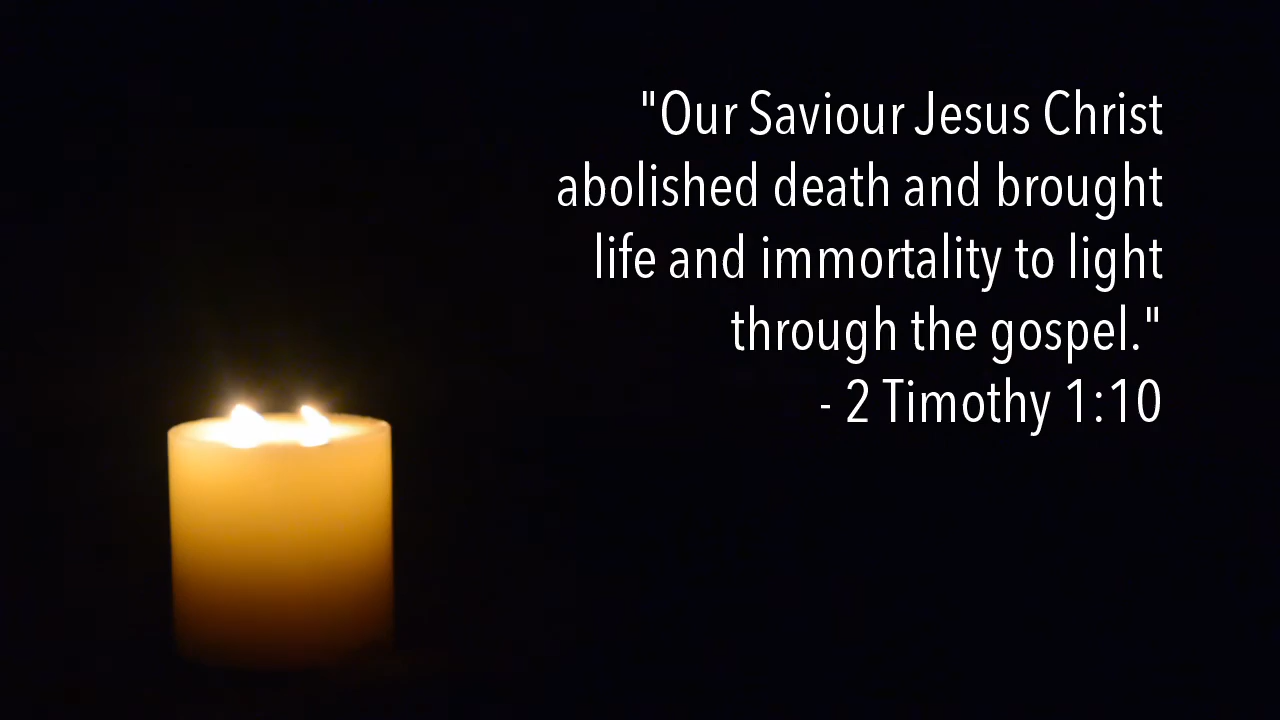 "Our Saviour Jesus Christ
abolished death and brought
life and immortality to light
through the gospel."
- 2 Timothy 1:10